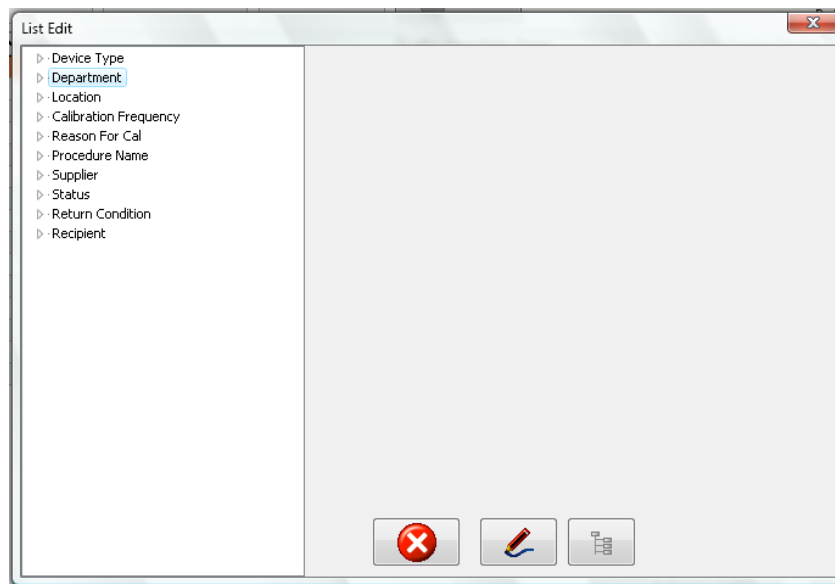 List Edit
Device Type
Department
Location
Calibration Frequency
Reason For Cal
Procedure Name
Supplier
Status
Return Condition
Recipient